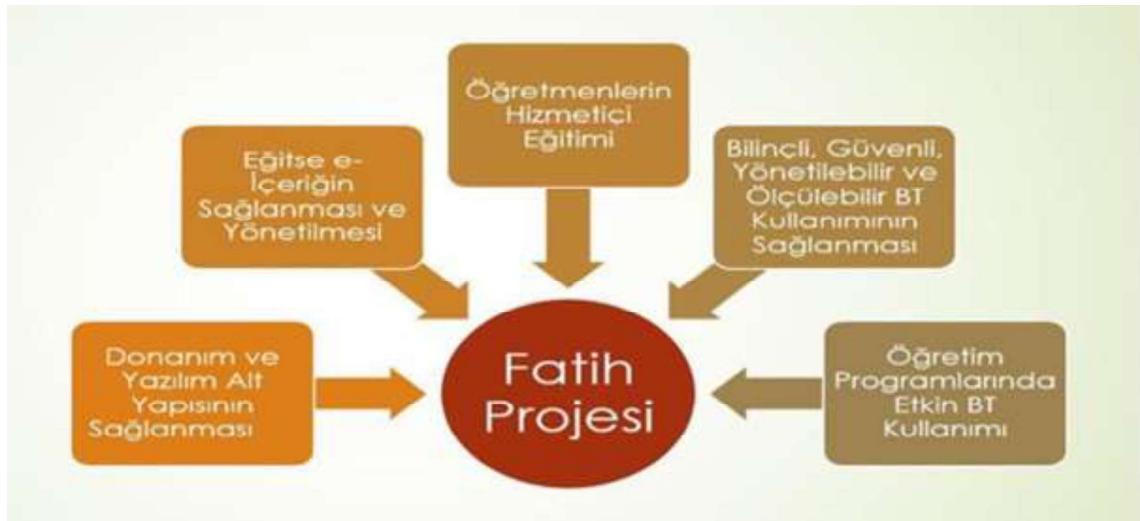 Öğretmenlerin
Hizmetiçi
Eğitimi
Eğitse e-
İçeriğin
Sağlanması ve
Yönetilmesi
Bilinçli, Güvenli,
Yönetilebilir ve
Ölçülebilir BT
Kullanımının
Sağlanması
Donanım ve
Yazılım Alt
Yapısının
Sağlanması
Fatih
Projesi
Öğretim
Programlarında
Etkin BT
Kullanımı